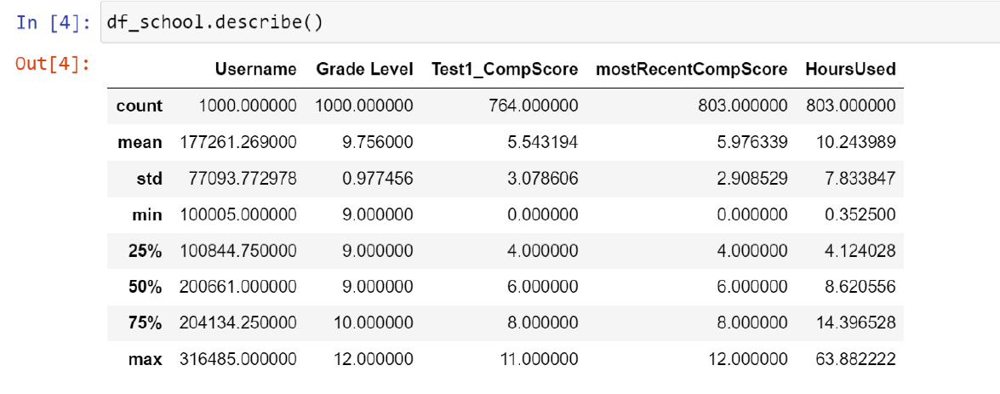 In [4]: df_school.describe()
Out[4]:
Username Grade Level Test1_CompScore mostRecentCompScore HoursUsed
count 1000.000000 1000.000000 764.000000 803.000000 803.000000
mean 177261.269000 9.756000 5.543194 5.976339 10.243989
std 77093.772978 0.977456 3.078606 2.908529 7.833847
min 100005.000000 9.000000 0.000000 0.000000 0.352500
25% 100844.750000 9.000000 4.000000 4.000000 4.124028
50% 200661.000000 9.000000 6.000000 6.000000 8.620556
75% 204134.250000 10.000000 8.000000 8.000000 14.396528
max 316485.000000 12.000000 11.000000 12.000000 63.882222